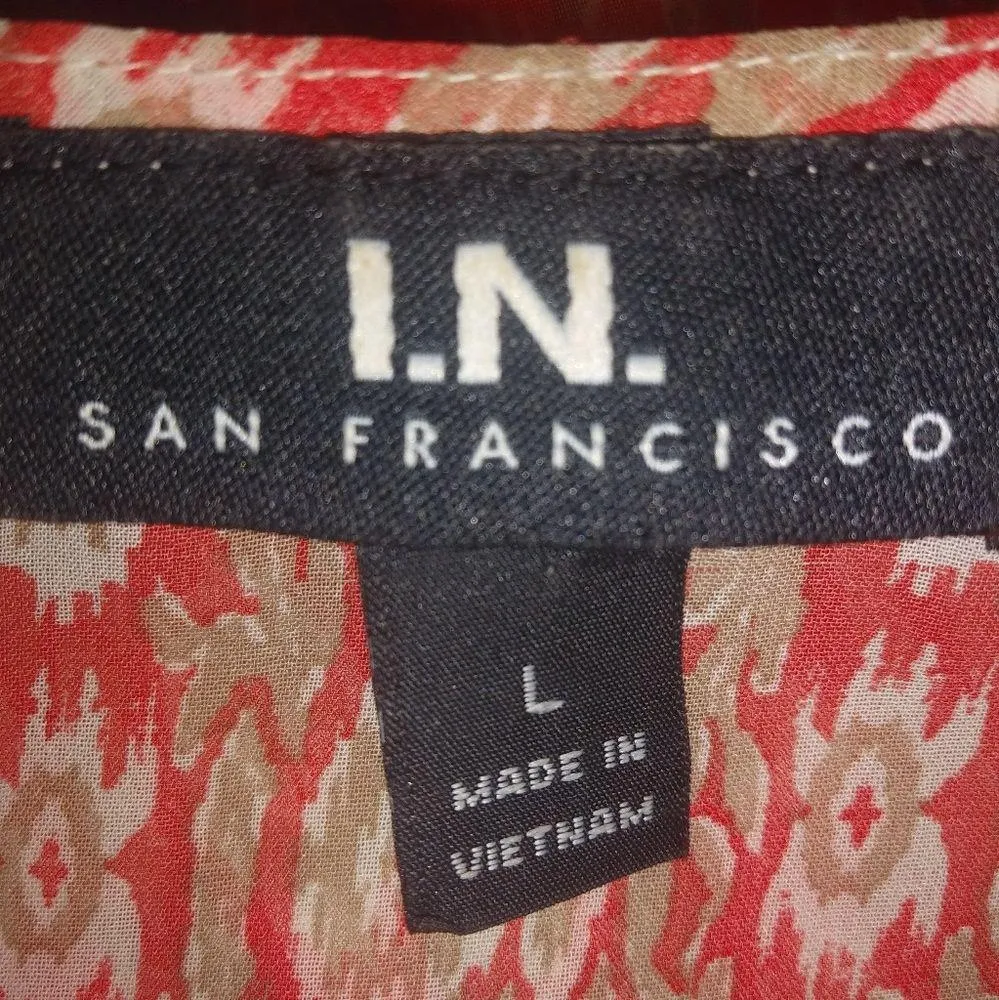 I.N.
SAN FRANCISCO
L
MADE IN
VIETNAM